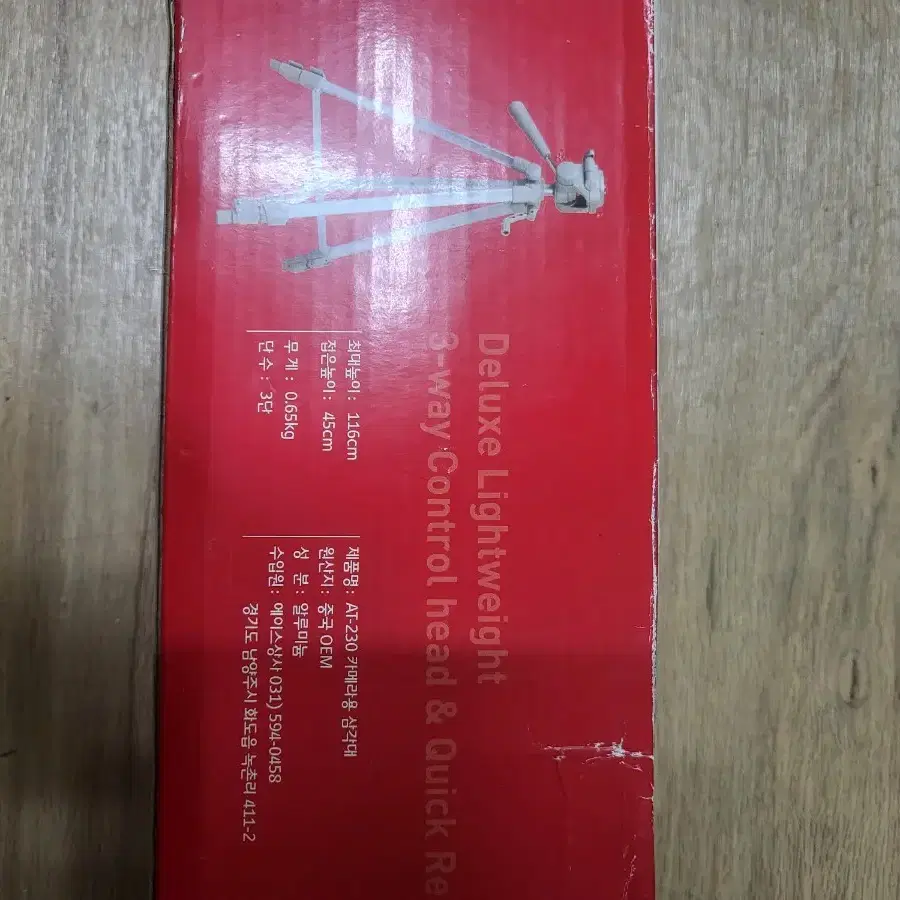 Deluxe Lightweight
3-way Control head & Quick Re
최대높이 : 116cm
접은높이 : 45cm
무 게 : 0.65kg
단 수 : 3단
제품명 : AT-230 카메라용 삼각대
원산지 : 중국 OEM
성 분 : 알루미늄
수입원 : 에이스상사 031) 594-0458
경기도 남양주시 화도읍 녹촌리 411-2